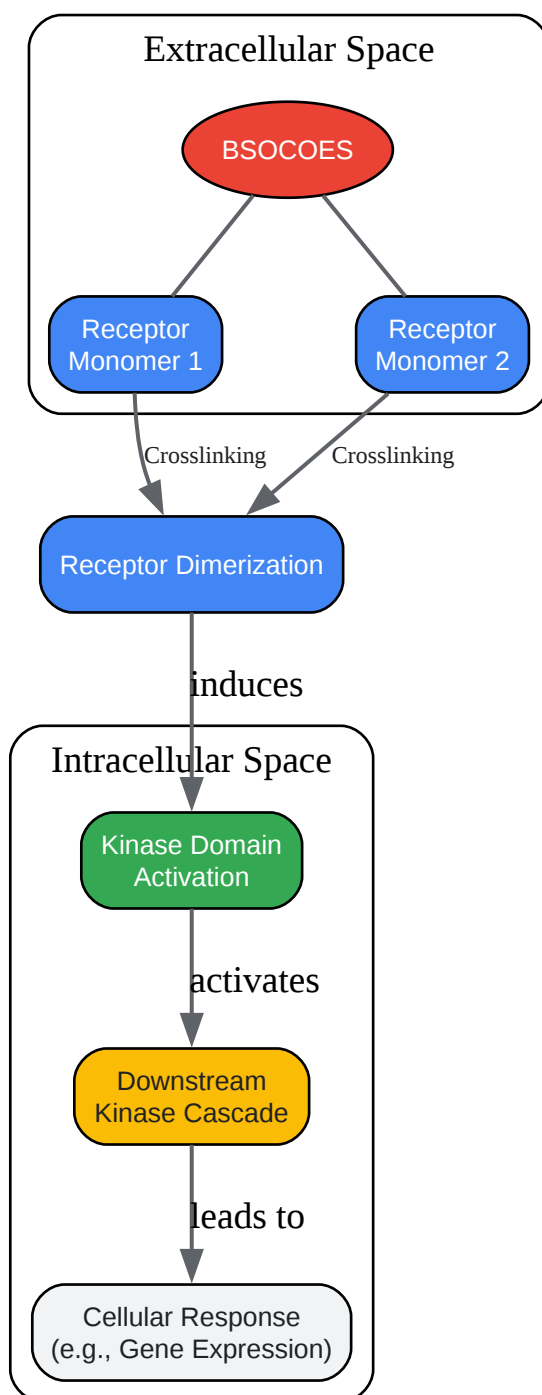 Extracellular Space
BSOCOES
Receptor
Monomer 1
Receptor
Monomer 2
Crosslinking
Crosslinking
Receptor Dimerization
induces
Intracellular Space
Kinase Domain
Activation
activates
Downstream
Kinase Cascade
leads to
Cellular Response
(e.g., Gene Expression)